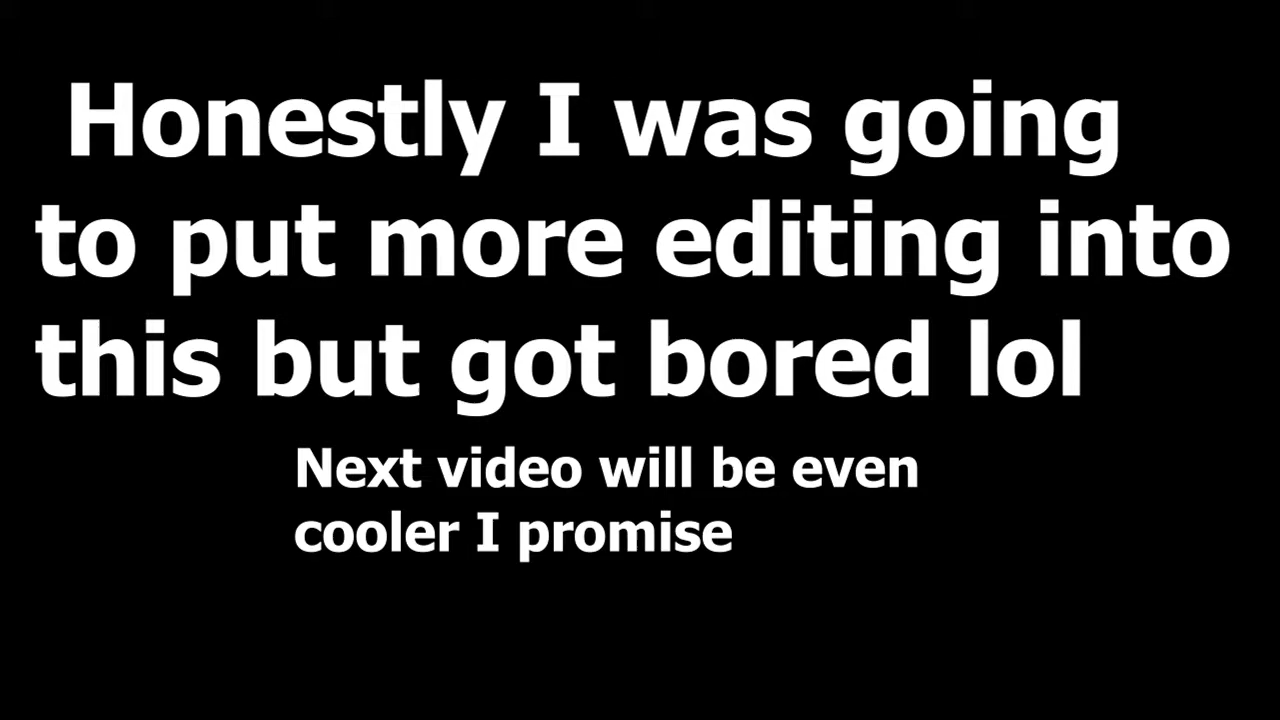 Honestly I was going
to put more editing into
this but got bored lol
Next video will be even
cooler I promise